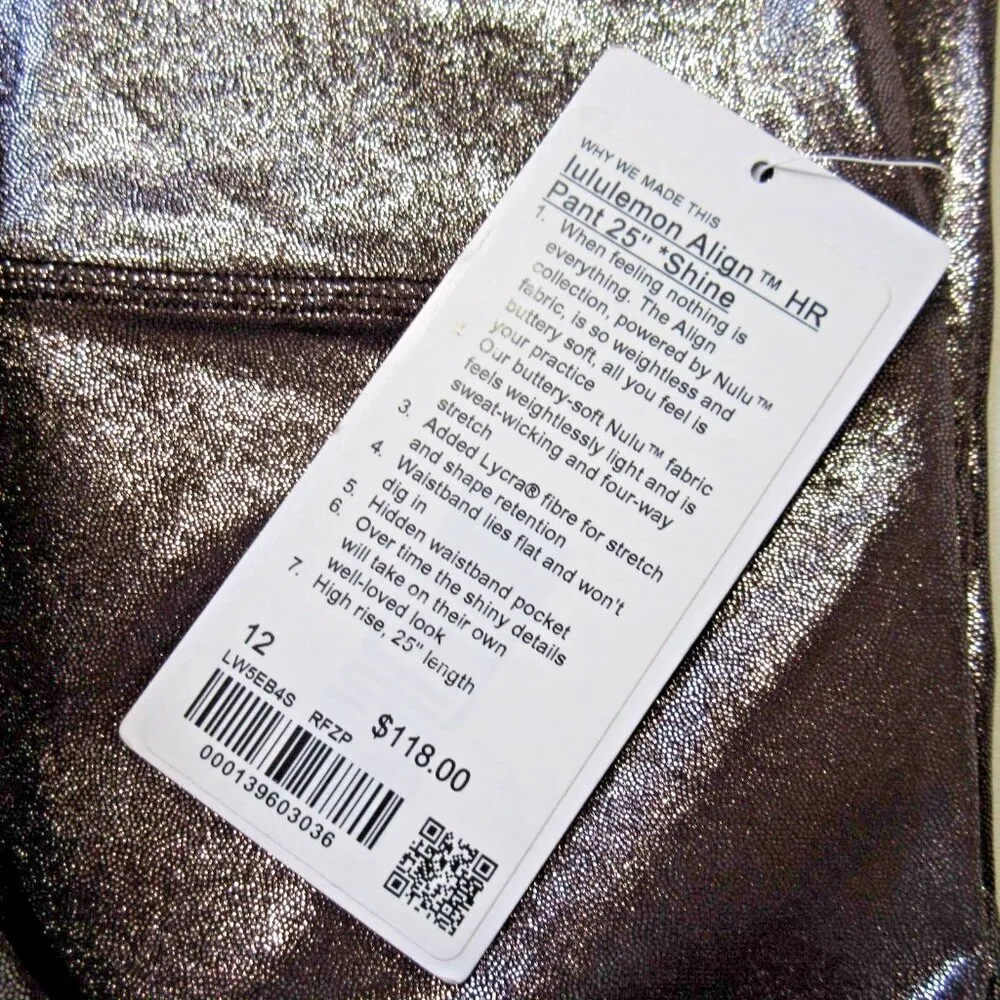 WHY WE MADE THIS
lululemon Align™ HR
Pant 25" *Shine
1. When feeling nothing is
everything. The Align
collection, powered by Nulu™
fabric, is so weightless and
buttery soft, all you feel is
your practice
2. Our buttery-soft Nulu™ fabric
feels weightlessly light and is
sweat-wicking and four-way
stretch
3. Added Lycra® fibre for stretch
and shape retention
4. Waistband lies flat and won't
dig in
5. Hidden waistband pocket
6. Over time the shiny details
will take on their own
well-loved look
7. High rise, 25" length
12
LW5EB4S RFZP $118.00
000139603036